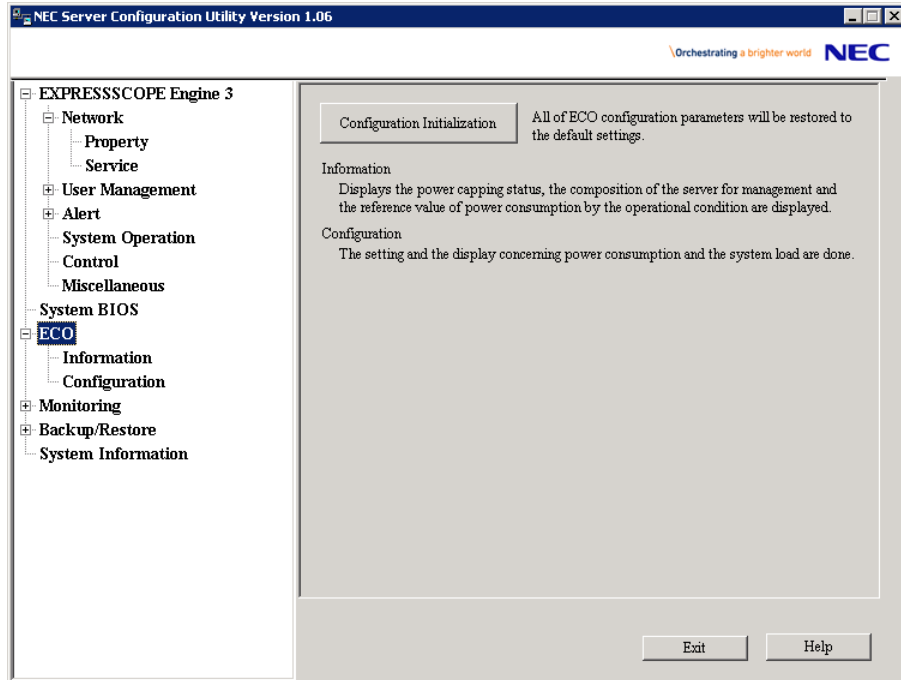 NEC Server Configuration Utility Version 1.06
\Orchestrating a brighter world NEC
EXPRESSSCOPE Engine 3
Network
Property
Service
User Management
Alert
System Operation
Control
Miscellaneous
System BIOS
ECO
Information
Configuration
Monitoring
Backup/Restore
System Information
Configuration Initialization
All of ECO configuration parameters will be restored to
the default settings.
Information
Displays the power capping status, the composition of the server for management and
the reference value of power consumption by the operational condition are displayed.
Configuration
The setting and the display concerning power consumption and the system load are done.
Exit
Help